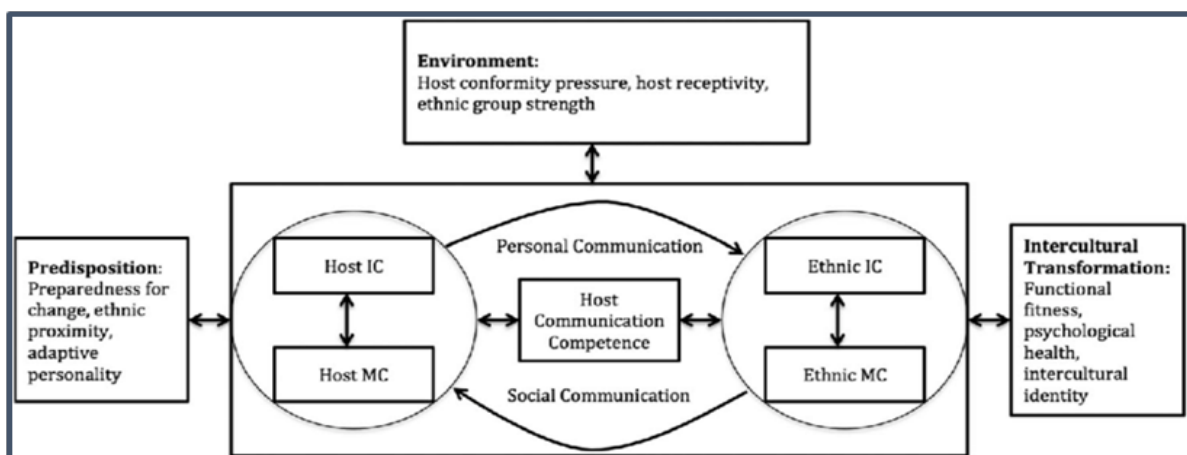 Environment:
Host conformity pressure, host receptivity,
ethnic group strength
Predisposition:
Preparedness for
change, ethnic
proximity,
adaptive
personality
Host IC
Host MC
Personal Communication
Host
Communication
Competence
Social Communication
Ethnic IC
Ethnic MC
Intercultural
Transformation:
Functional
fitness,
psychological
health,
intercultural
identity